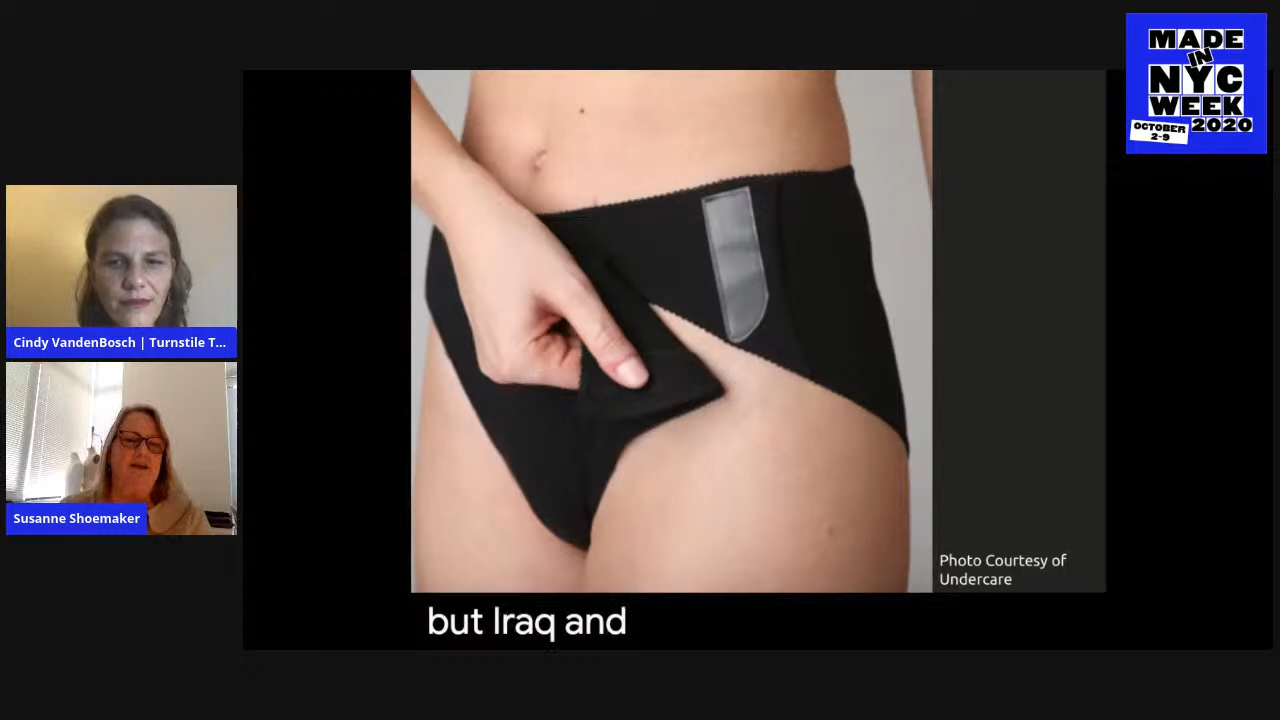 MADE
IN
NYC
WEEK
2020
OCTOBER
2-9
Cindy VandenBosch | Turnstile T...
Susanne Shoemaker
Photo Courtesy of
Undercare
but Iraq and